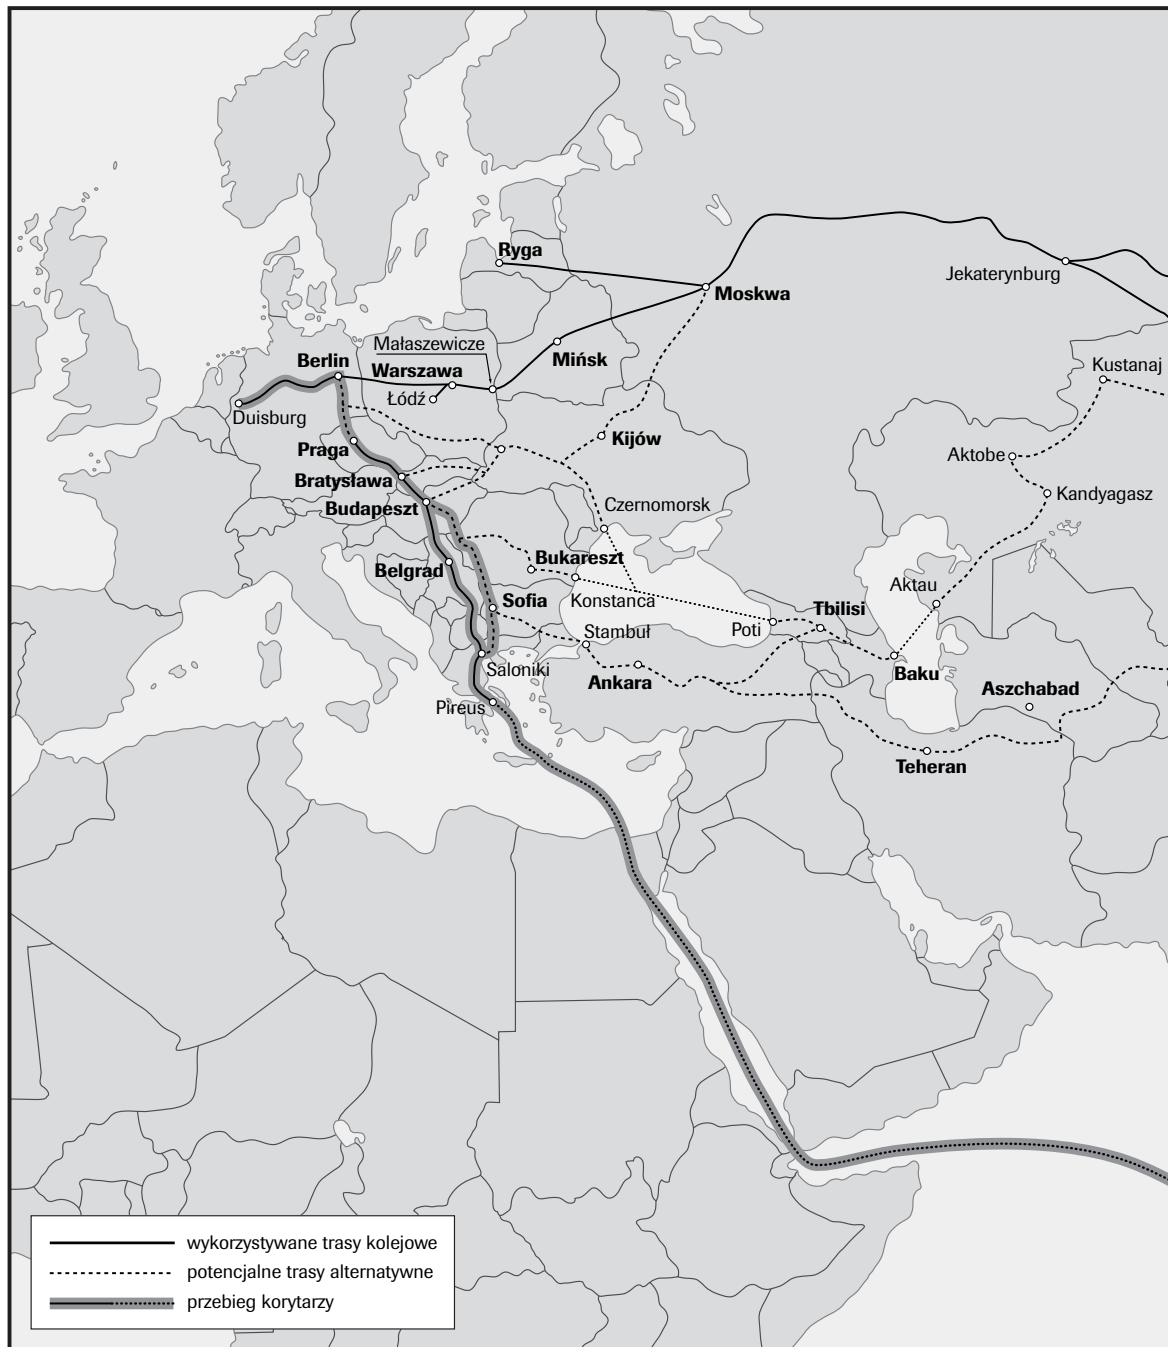 Ryga
Jekaterynburg
Moskwa
Małaszewicze
Mińsk
Berlin
Warszawa
Kustanaj
Łódź
Duisburg
Kijów
Praga
Aktobe
Bratysława
Kandyagasz
Budapeszt
Czernomorsk
Bukareszt
Belgrad
Aktau
Sofia
Konstanca
Tbilisi
Poti
Stambuł
Saloniki
Baku
Ankara
Aszchabad
Pireus
Teheran
wykorzystywane trasy kolejowe
potencjalne trasy alternatywne
przebieg korytarzy